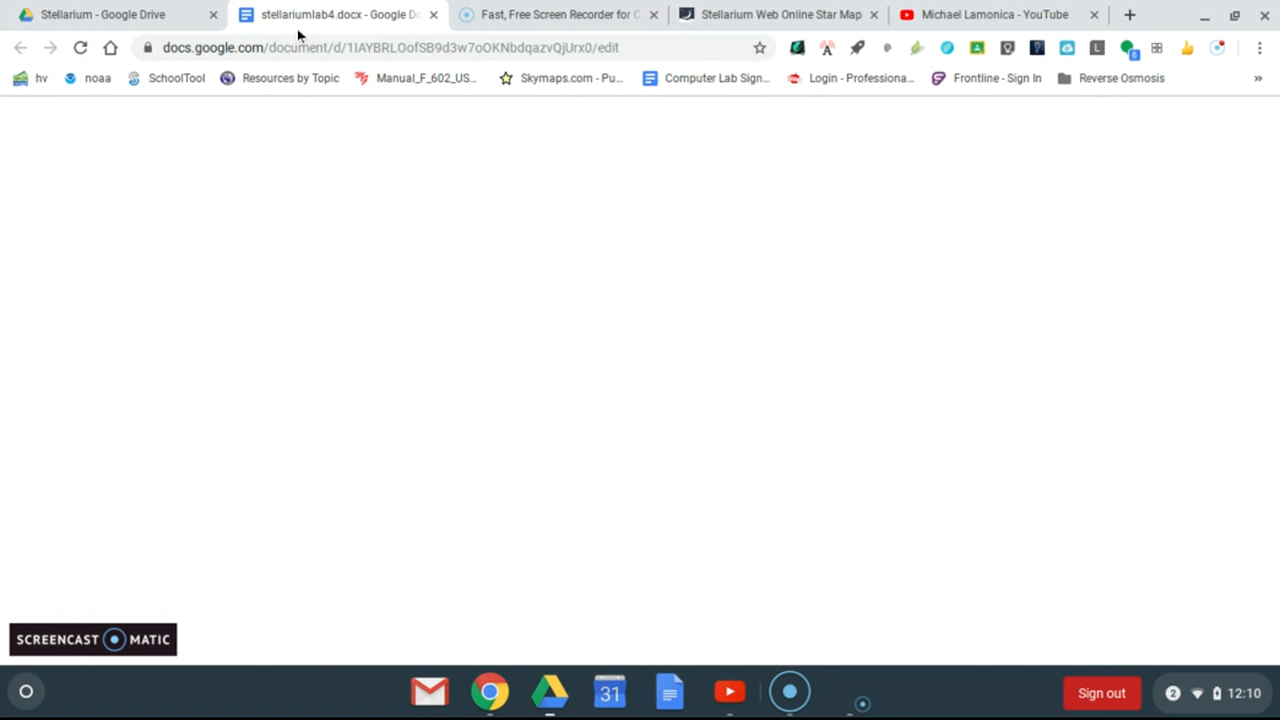 Stellarium - Google Drive
stellariumlab4.docx - Google Do
Fast, Free Screen Recorder for C
Stellarium Web Online Star Map
Michael Lamonica - YouTube
docs.google.com/document/d/1IAYBRLOofSB9d3w7oOKNbdqazvQjUrx0/edit
hv
noaa
SchoolTool
Resources by Topic
Manual_F_602_US...
Skymaps.com - Pu...
Computer Lab Sign...
Login - Professiona...
Frontline - Sign In
Reverse Osmosis
SCREENCAST MATIC
31
Sign out
2
12:10